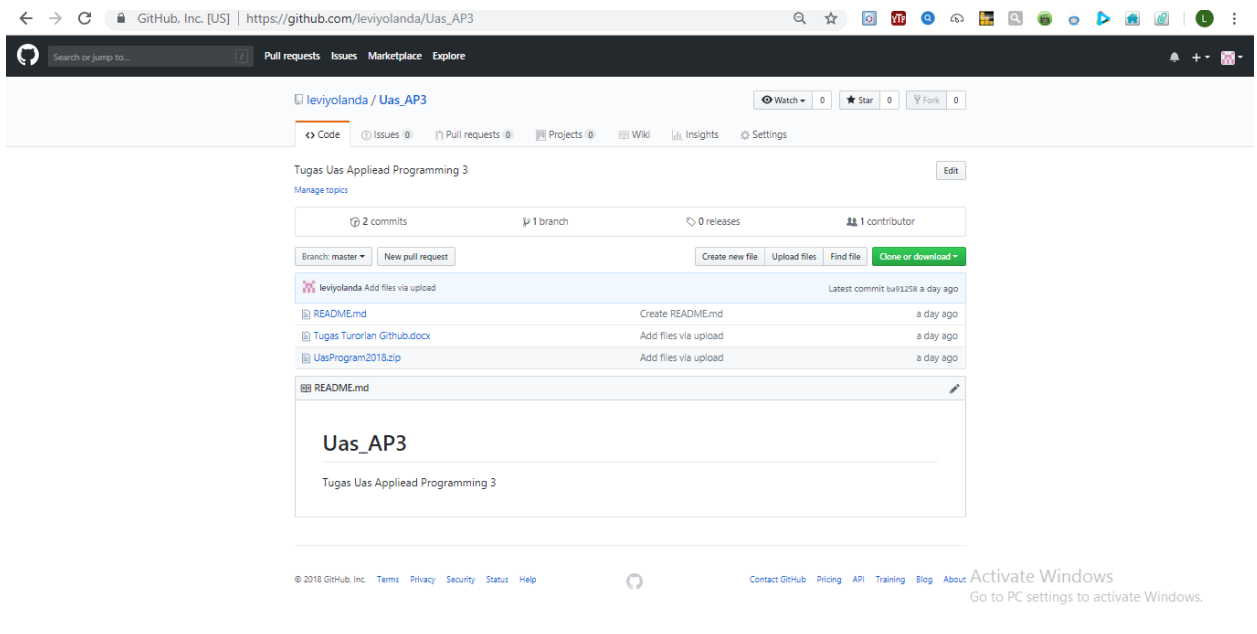 GitHub, Inc. [US] | https://github.com/leviyolanda/Uas_AP3
YTP
L
Search or jump to... /
Pull requests Issues Marketplace Explore
leviyolanda / Uas_AP3
Watch 0 Star 0 Fork 0
Code Issues 0 Pull requests 0 Projects 0 Wiki Insights Settings
Tugas Uas Appliead Programming 3
Edit
Manage topics
2 commits 1 branch 0 releases 1 contributor
Branch: master New pull request Create new file Upload files Find file Clone or download
leviyolanda Add files via upload Latest commit ba91258 a day ago
README.md Create README.md a day ago
Tugas Turorian Github.docx Add files via upload a day ago
UasProgram2018.zip Add files via upload a day ago
README.md
Uas_AP3
Tugas Uas Appliead Programming 3
© 2018 GitHub, Inc. Terms Privacy Security Status Help Contact GitHub Pricing API Training Blog About
Activate Windows
Go to PC settings to activate Windows.